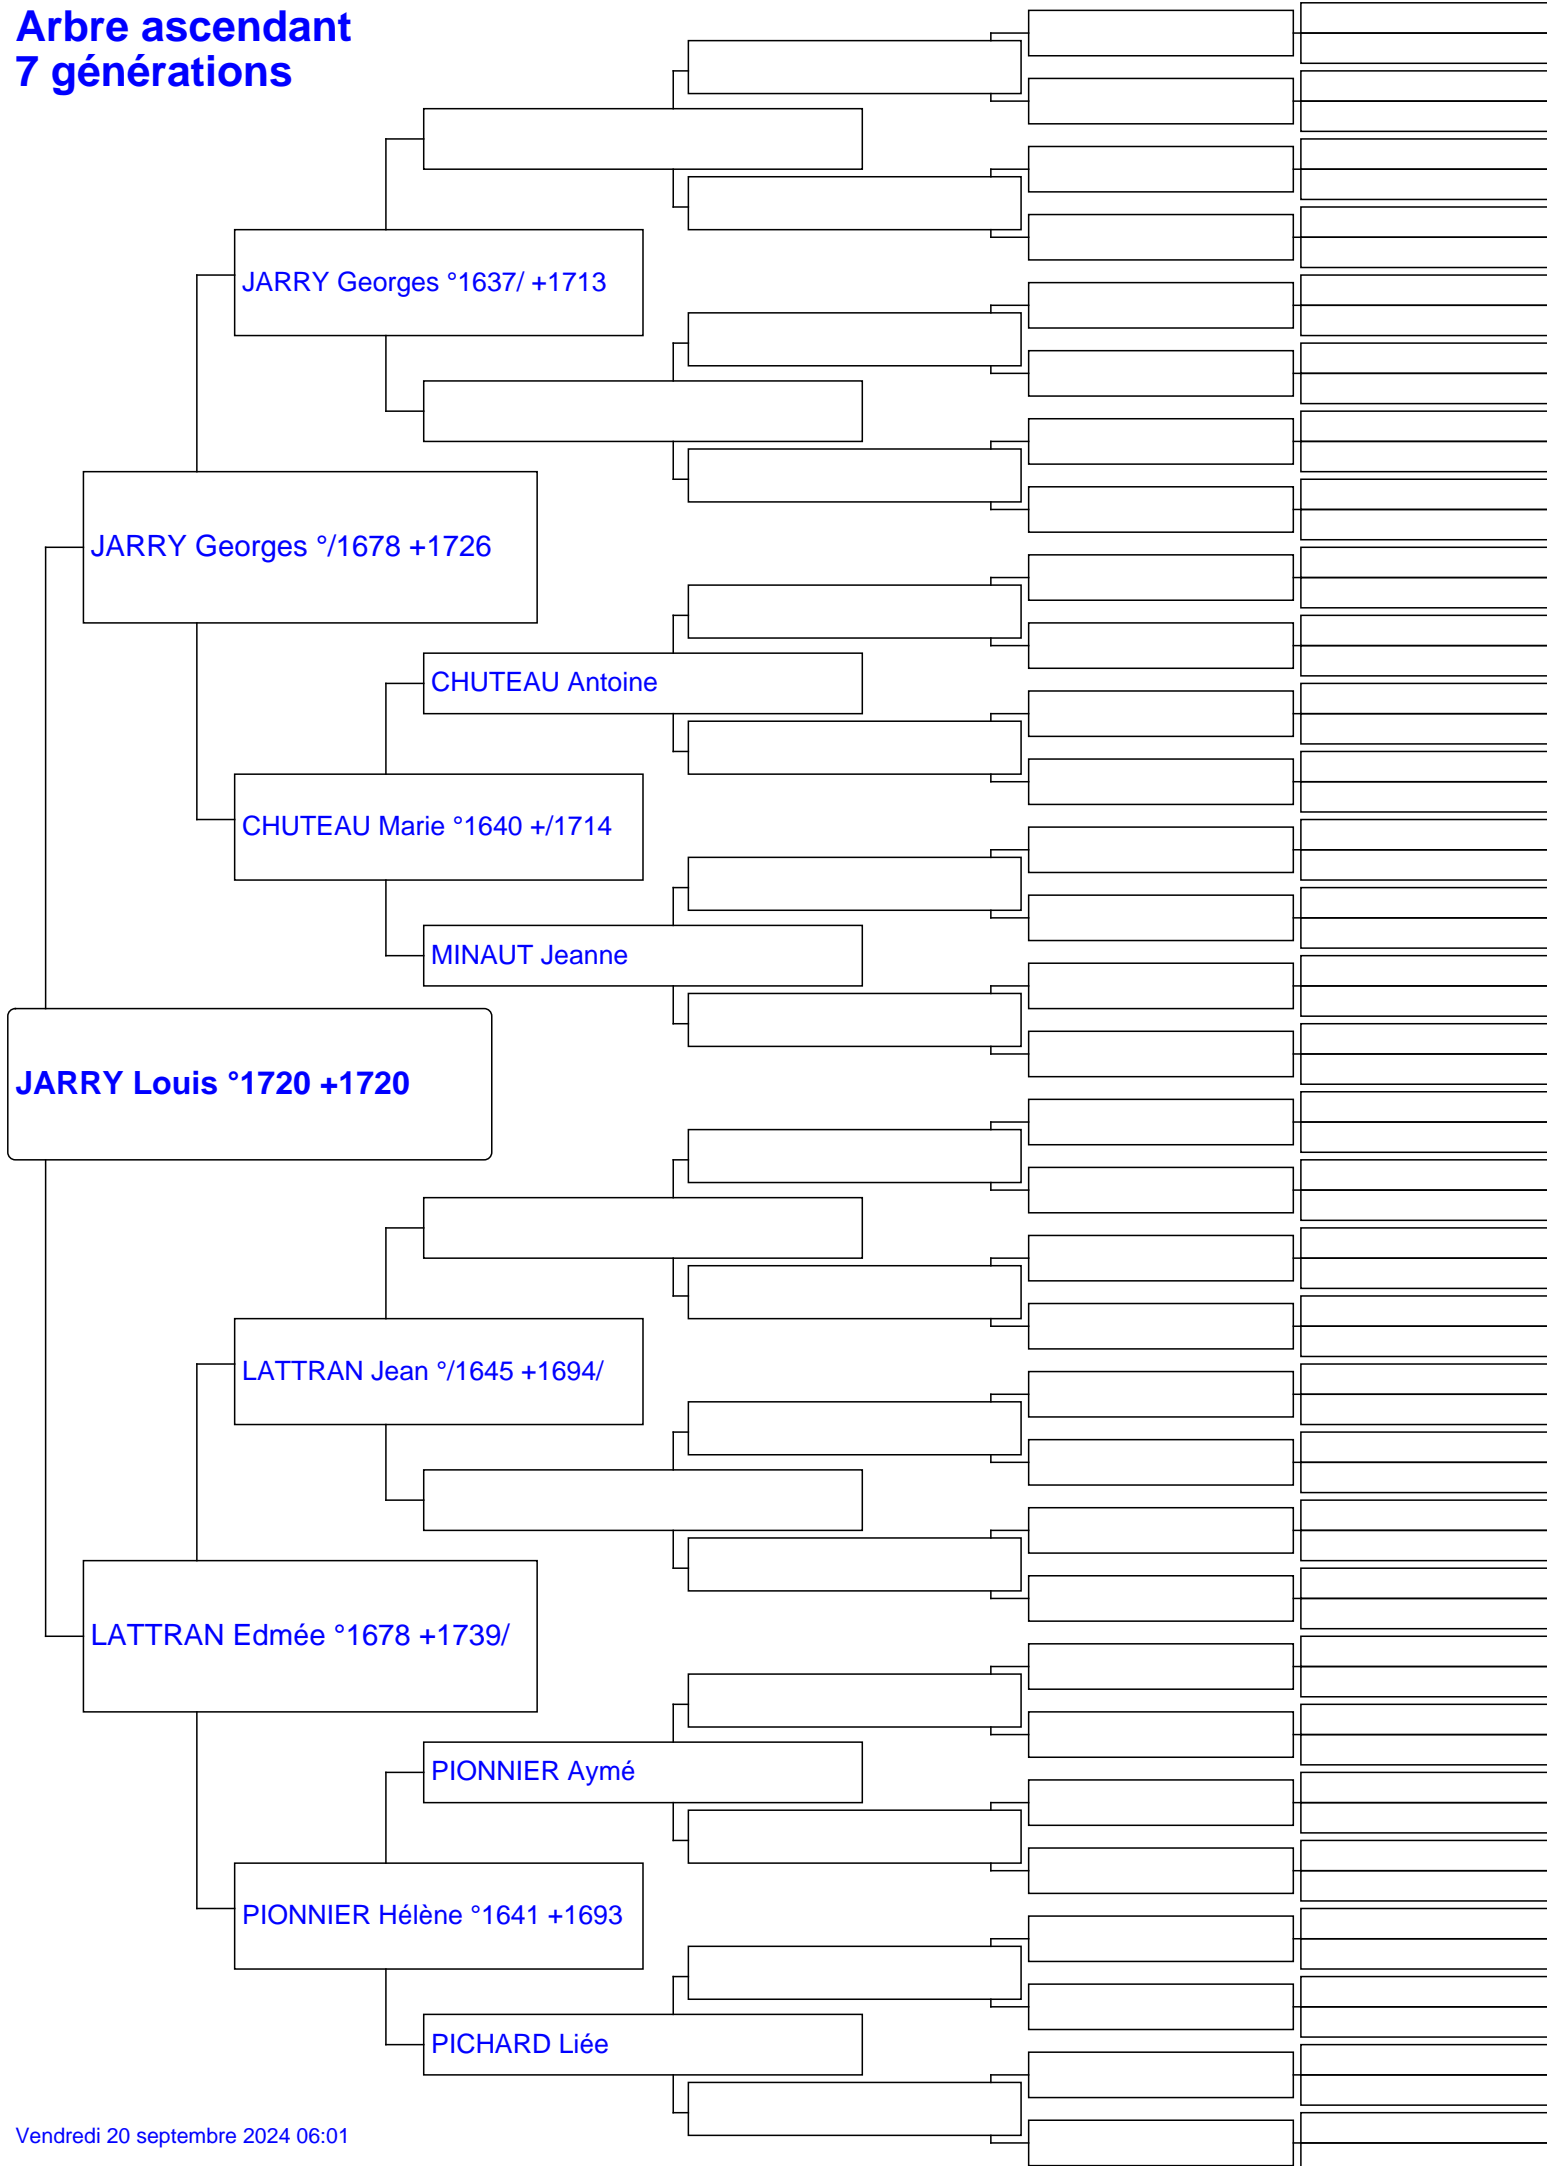 Arbre ascendant
7 générations
JARRY Georges °1637/ +1713
JARRY Georges °/1678 +1726
CHUTEAU Antoine
CHUTEAU Marie °1640 +/1714
MINAUT Jeanne
JARRY Louis °1720 +1720
LATTRAN Jean °/1645 +1694/
LATTRAN Edmée °1678 +1739/
PIONNIER Aymé
PIONNIER Hélène °1641 +1693
PICHARD Liée
Vendredi 20 septembre 2024 06:01